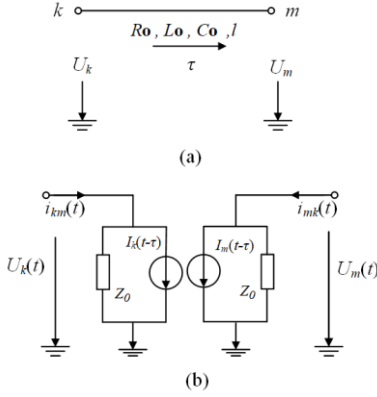 k m
Ro , Lo , Co ,l
τ
U_k U_m
(a)
i_km(t) i_mk(t)
I_k(t-τ) I_m(t-τ)
U_k(t) U_m(t)
Z_0 Z_0
(b)